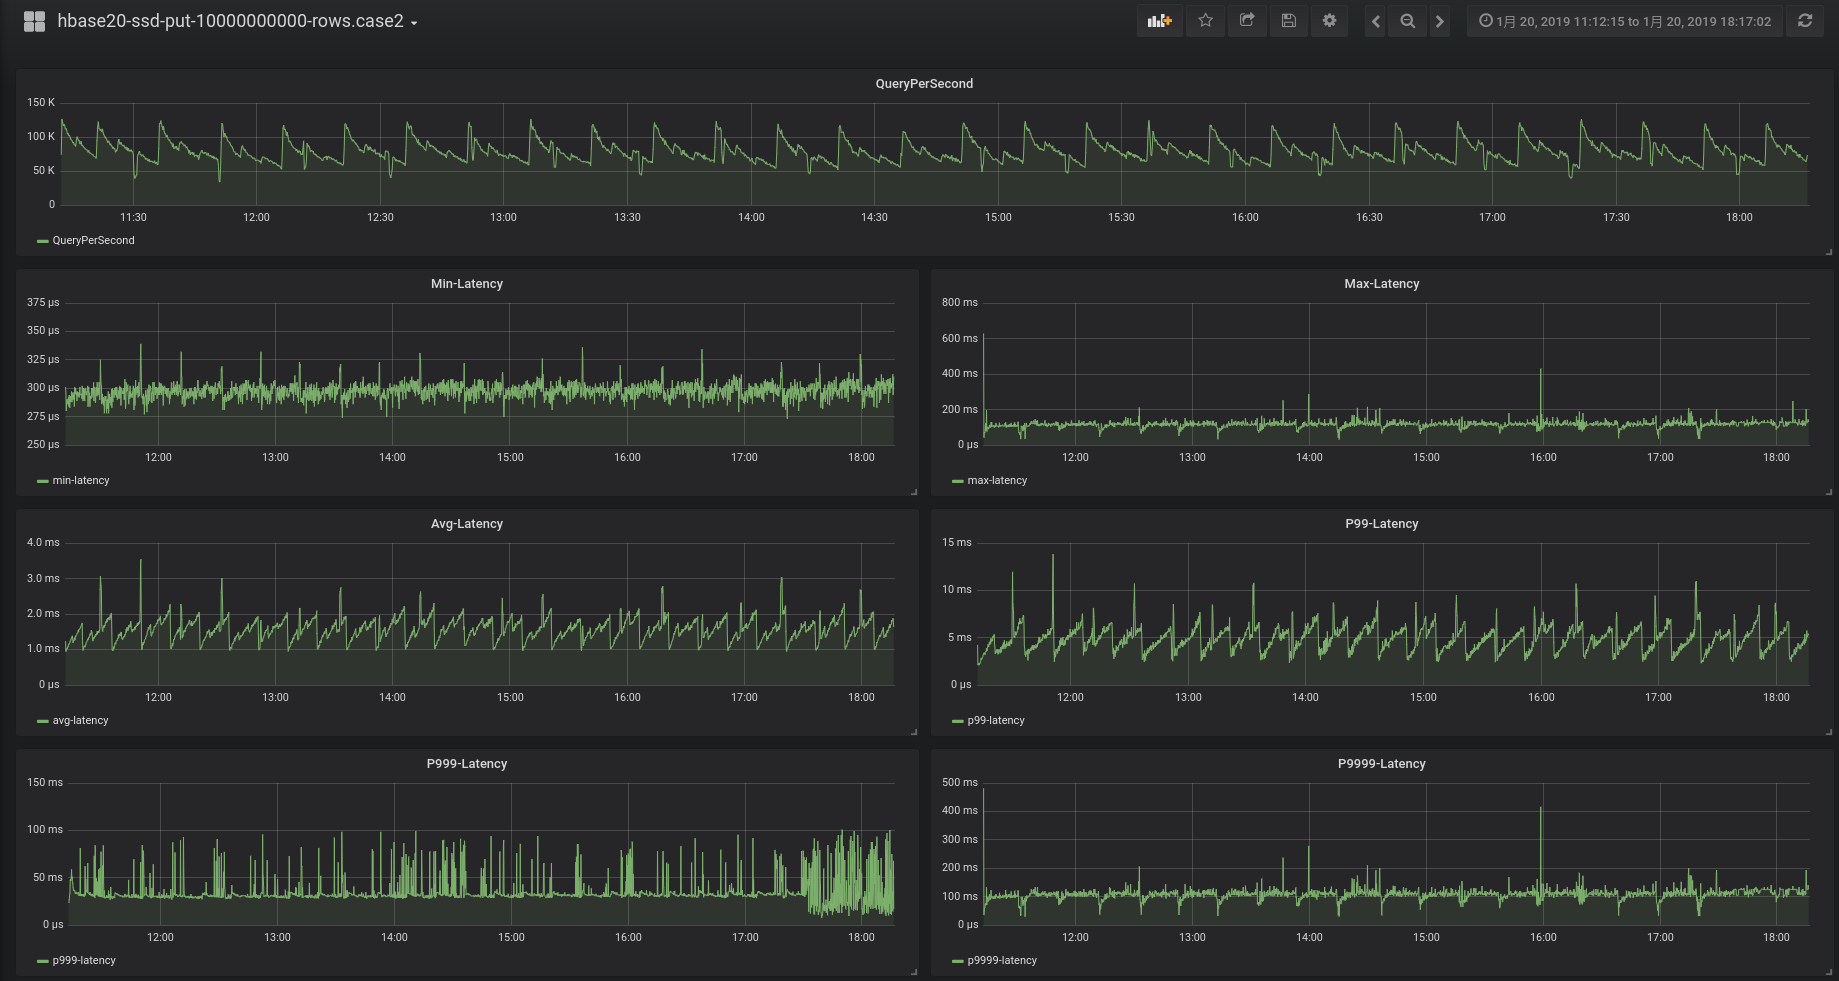 hbase20-ssd-put-10000000000-rows.case2
1月 20, 2019 11:12:15 to 1月 20, 2019 18:17:02
QueryPerSecond
150 K
100 K
50 K
0
11:30 12:00 12:30 13:00 13:30 14:00 14:30 15:00 15:30 16:00 16:30 17:00 17:30 18:00
QueryPerSecond
Min-Latency
375 µs
350 µs
325 µs
300 µs
275 µs
250 µs
12:00 13:00 14:00 15:00 16:00 17:00 18:00
min-latency
Max-Latency
800 ms
600 ms
400 ms
200 ms
0 µs
12:00 13:00 14:00 15:00 16:00 17:00 18:00
max-latency
Avg-Latency
4.0 ms
3.0 ms
2.0 ms
1.0 ms
0 µs
12:00 13:00 14:00 15:00 16:00 17:00 18:00
avg-latency
P99-Latency
15 ms
10 ms
5 ms
0 µs
12:00 13:00 14:00 15:00 16:00 17:00 18:00
p99-latency
P999-Latency
150 ms
100 ms
50 ms
0 µs
12:00 13:00 14:00 15:00 16:00 17:00 18:00
p999-latency
P9999-Latency
500 ms
400 ms
300 ms
200 ms
100 ms
0 µs
12:00 13:00 14:00 15:00 16:00 17:00 18:00
p9999-latency